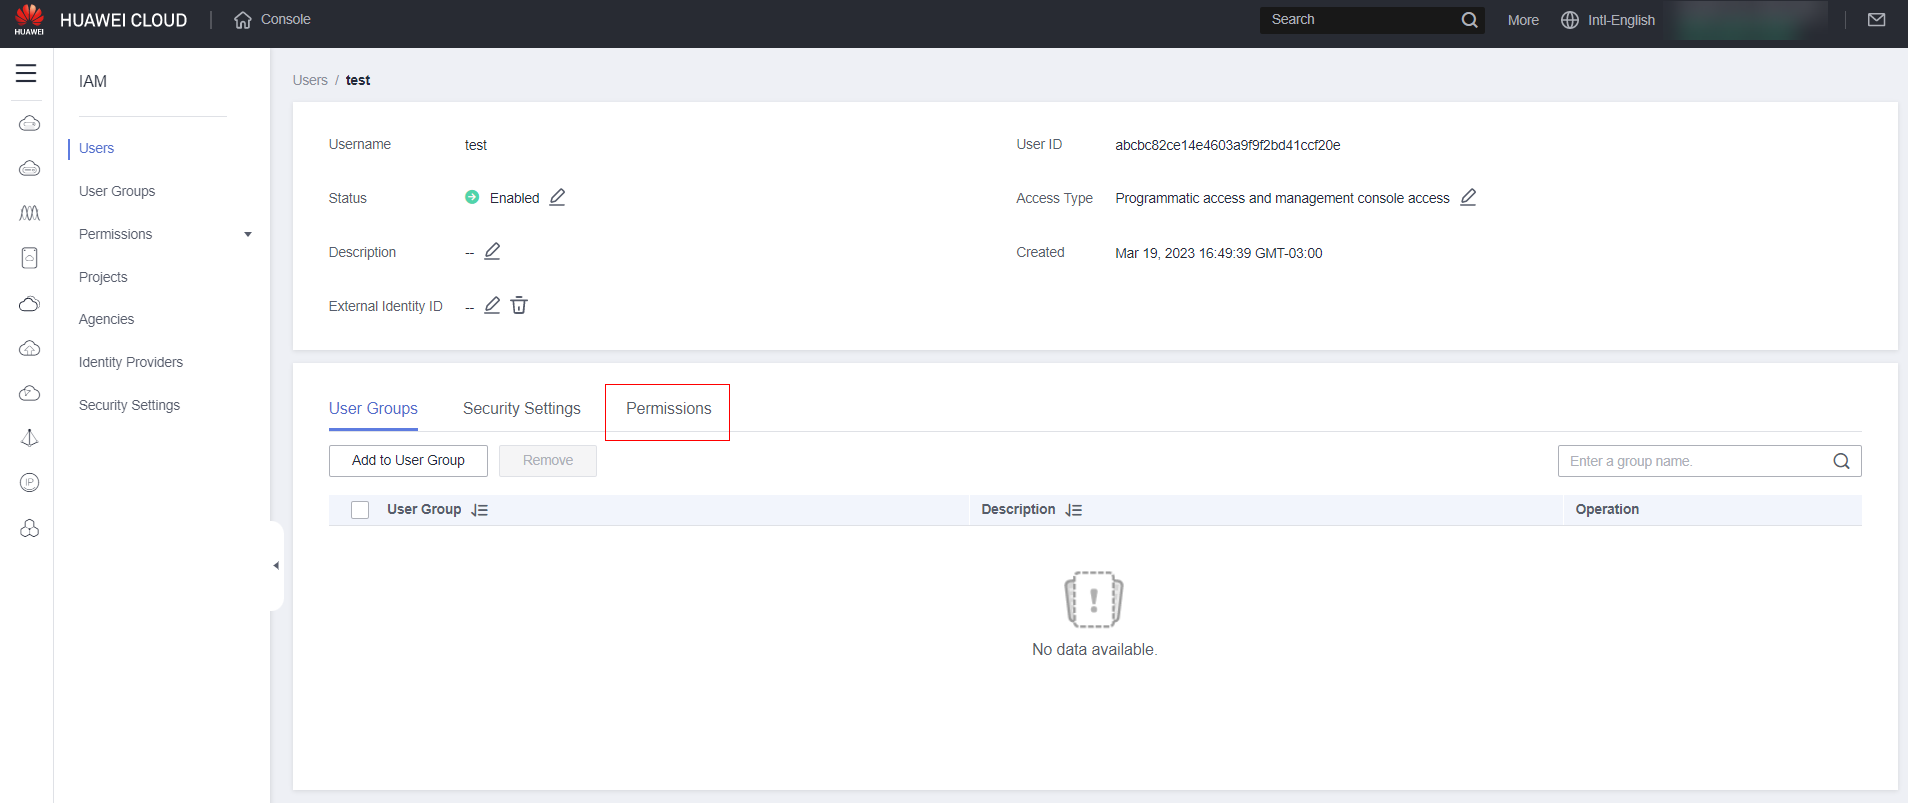 HUAWEI
HUAWEI CLOUD | Console
Search
More
Intl-English
IAM
Users
User Groups
Permissions
Projects
Agencies
Identity Providers
Security Settings
Users / test
Username test
User ID abcbc82ce14e4603a9f9f2bd41ccf20e
Status Enabled
Access Type Programmatic access and management console access
Description --
Created Mar 19, 2023 16:49:39 GMT-03:00
External Identity ID --
User Groups Security Settings Permissions
Add to User Group Remove
Enter a group name.
User Group Description Operation
No data available.
IP